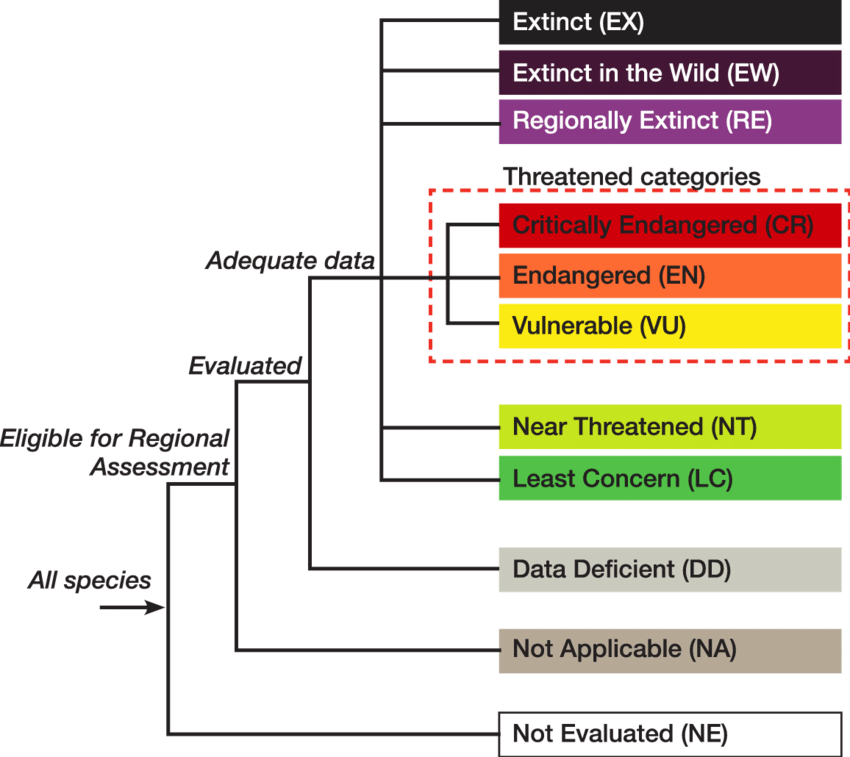 Extinct (EX)
Extinct in the Wild (EW)
Regionally Extinct (RE)
Threatened categories
Critically Endangered (CR)
Adequate data
Endangered (EN)
Vulnerable (VU)
Evaluated
Near Threatened (NT)
Eligible for Regional
Assessment
Least Concern (LC)
Data Deficient (DD)
All species
Not Applicable (NA)
Not Evaluated (NE)